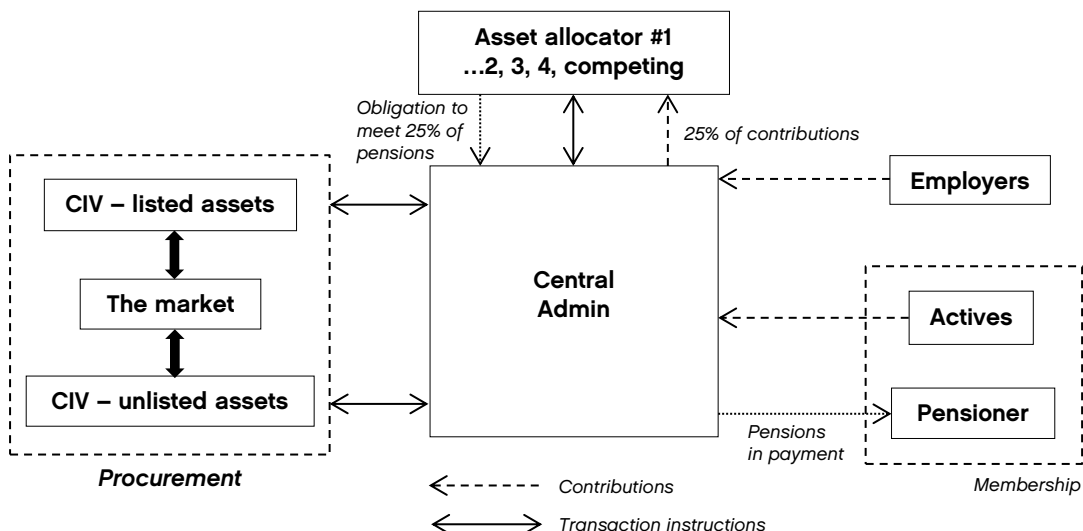 Asset allocator #1
...2, 3, 4, competing
Obligation to
meet 25% of
pensions
25% of contributions
CIV – listed assets
The market
CIV – unlisted assets
Procurement
Central
Admin
Employers
Actives
Pensioner
Pensions
in payment
Membership
Contributions
Transaction instructions